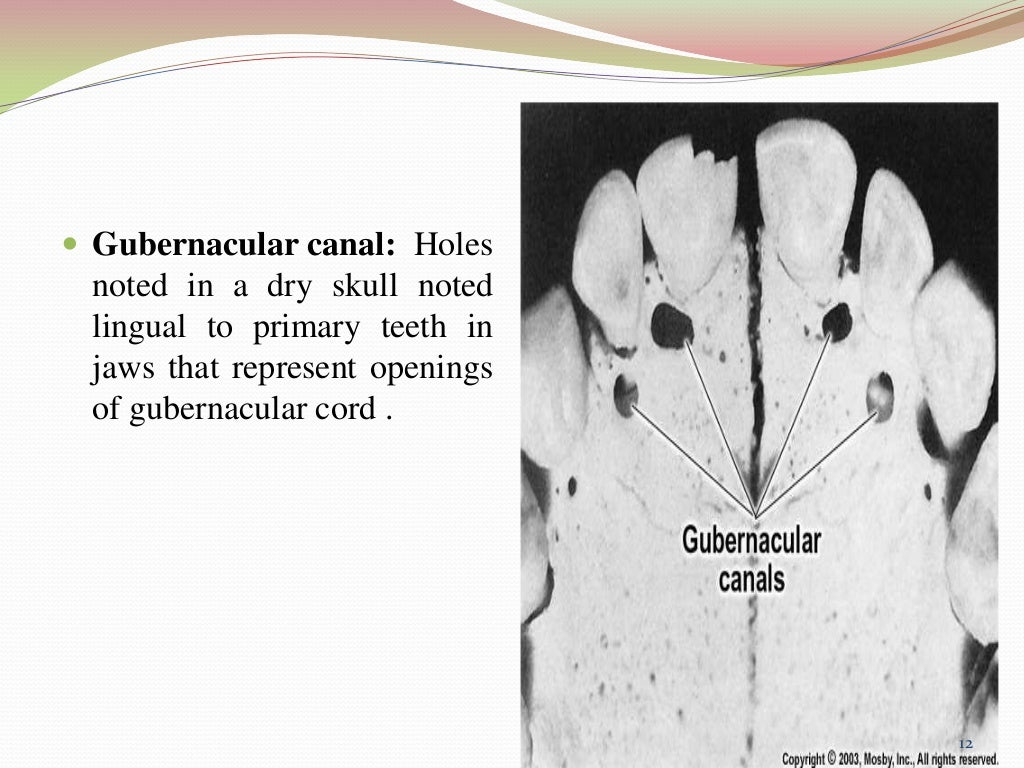 Gubernacular canal: Holes
noted in a dry skull noted
lingual to primary teeth in
jaws that represent openings
of gubernacular cord .
Gubernacular
canals
12
Copyright © 2003, Mosby, Inc., All rights reserved.